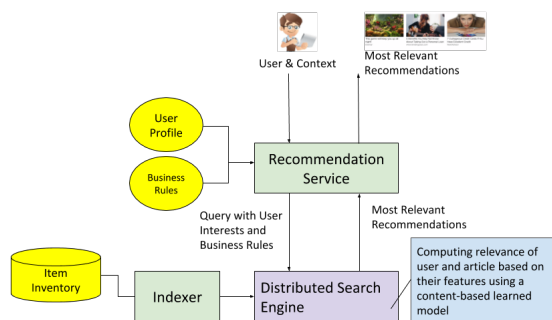 User & Context
Most Relevant
Recommendations
User
Profile
Business
Rules
Recommendation
Service
Query with User
Interests and
Business Rules
Most Relevant
Recommendations
Item
Inventory
Indexer
Distributed Search
Engine
Computing relevance of
user and article based on
their features using a
content-based learned
model